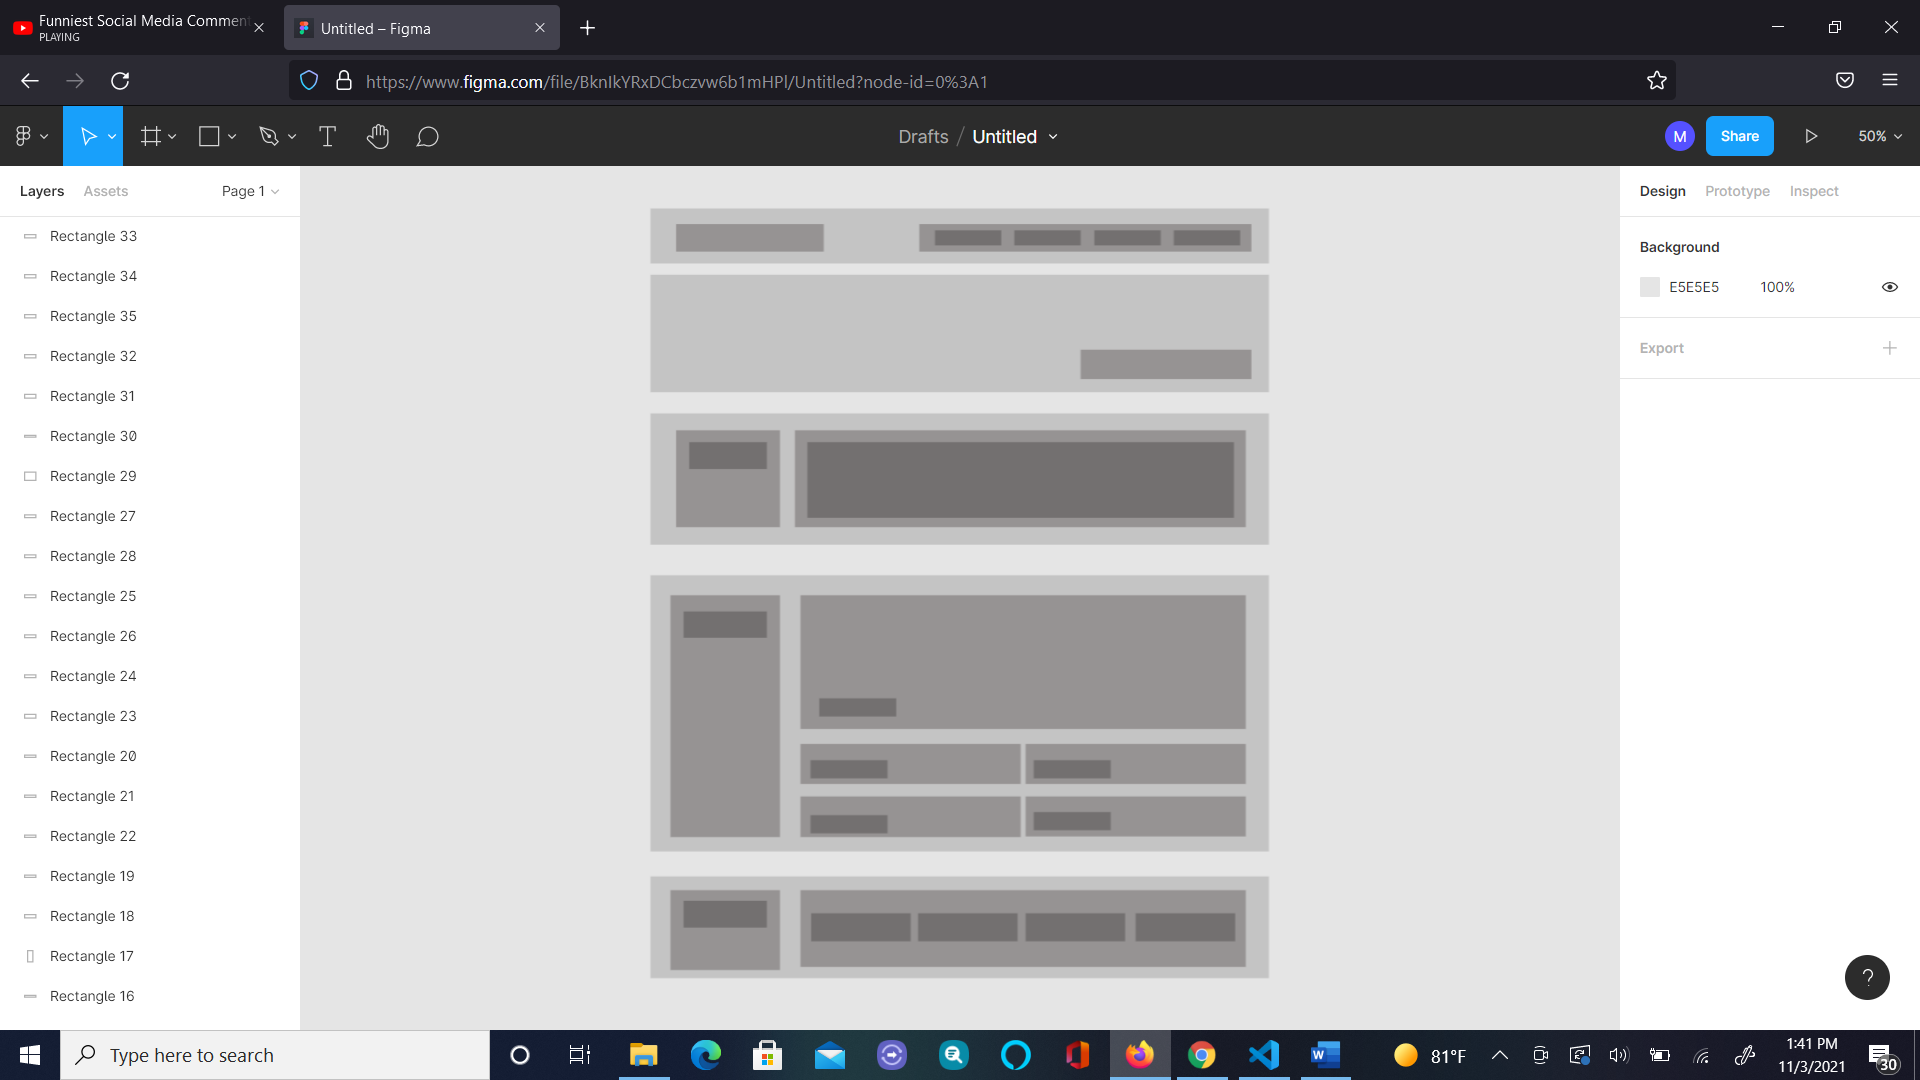 Funniest Social Media Comment
PLAYING
Untitled – Figma
https://www.figma.com/file/BknIkYRxDCbczvw6b1mHPl/Untitled?node-id=0%3A1
Drafts / Untitled
M
Share
50%
Layers
Assets
Page 1
Design
Prototype
Inspect
Rectangle 33
Rectangle 34
Rectangle 35
Rectangle 32
Rectangle 31
Rectangle 30
Rectangle 29
Rectangle 27
Rectangle 28
Rectangle 25
Rectangle 26
Rectangle 24
Rectangle 23
Rectangle 20
Rectangle 21
Rectangle 22
Rectangle 19
Rectangle 18
Rectangle 17
Rectangle 16
Background
E5E5E5 100%
Export
?
Type here to search
W
81°F
1:41 PM
11/3/2021
30